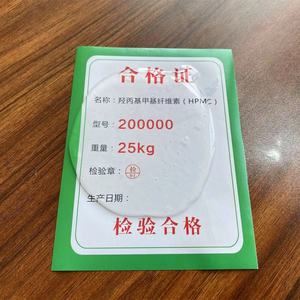 合格证
名称：羟丙基甲基纤维素（HPMC）
型号：200000
重量：25kg
检验章：
生产日期：
检验合格